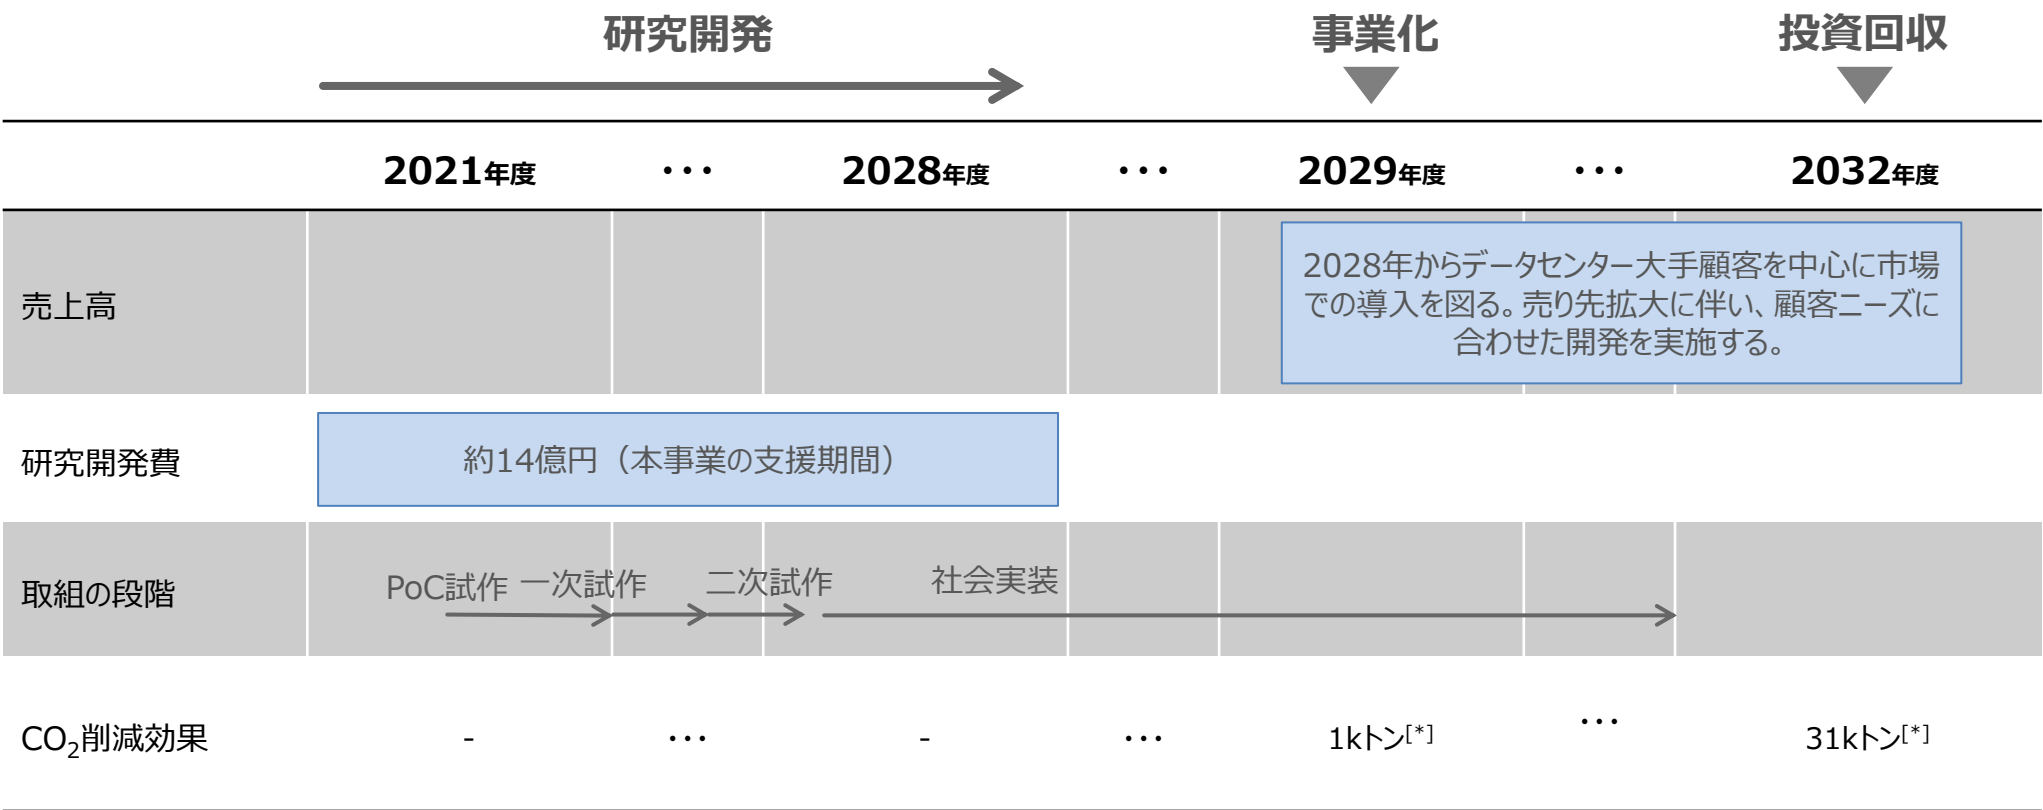 研究開発 事業化 投資回収
2021年度 ・・・ 2028年度 ・・・ 2029年度 ・・・ 2032年度
売上高
2028年からデータセンター大手顧客を中心に市場
での導入を図る。売り先拡大に伴い、顧客ニーズに
合わせた開発を実施する。
研究開発費 約14億円（本事業の支援期間）
取組の段階 PoC試作 一次試作 二次試作 社会実装
CO₂削減効果 - ・・・ - ・・・ 1kトン[*] ・・・ 31kトン[*]